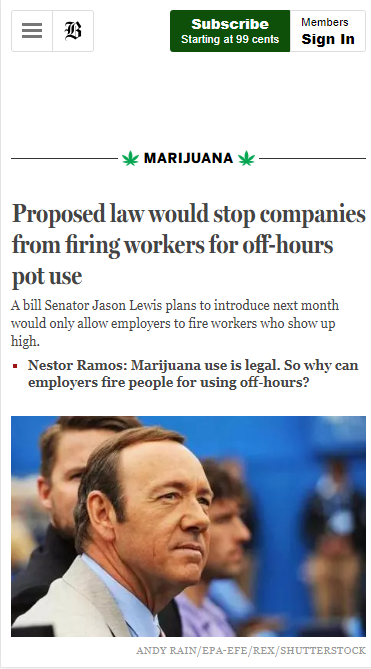 B
Subscribe
Starting at 99 cents
Members
Sign In
MARIJUANA
Proposed law would stop companies
from firing workers for off-hours
pot use
A bill Senator Jason Lewis plans to introduce next month
would only allow employers to fire workers who show up
high.
Nestor Ramos: Marijuana use is legal. So why can
employers fire people for using off-hours?
ANDY RAIN/EPA-EFE/REX/SHUTTERSTOCK